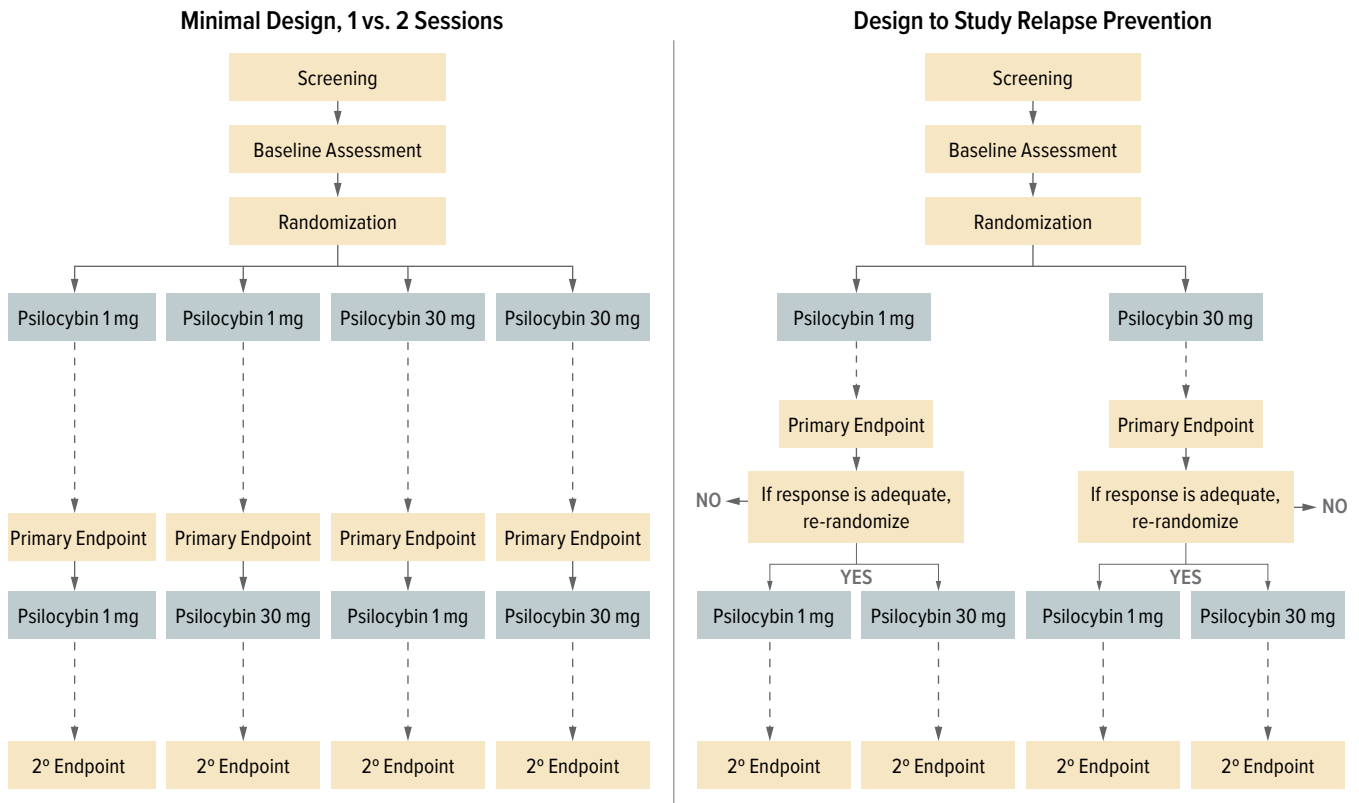 Minimal Design, 1 vs. 2 Sessions
Screening
Baseline Assessment
Randomization
Psilocybin 1 mg
Psilocybin 1 mg
Psilocybin 30 mg
Psilocybin 30 mg
Primary Endpoint
Primary Endpoint
Primary Endpoint
Primary Endpoint
Psilocybin 1 mg
Psilocybin 30 mg
Psilocybin 1 mg
Psilocybin 30 mg
2º Endpoint
2º Endpoint
2º Endpoint
2º Endpoint
Design to Study Relapse Prevention
Screening
Baseline Assessment
Randomization
Psilocybin 1 mg
Psilocybin 30 mg
Primary Endpoint
Primary Endpoint
NO
If response is adequate,
re-randomize
If response is adequate,
re-randomize
NO
YES
YES
Psilocybin 1 mg
Psilocybin 30 mg
Psilocybin 1 mg
Psilocybin 30 mg
2º Endpoint
2º Endpoint
2º Endpoint
2º Endpoint